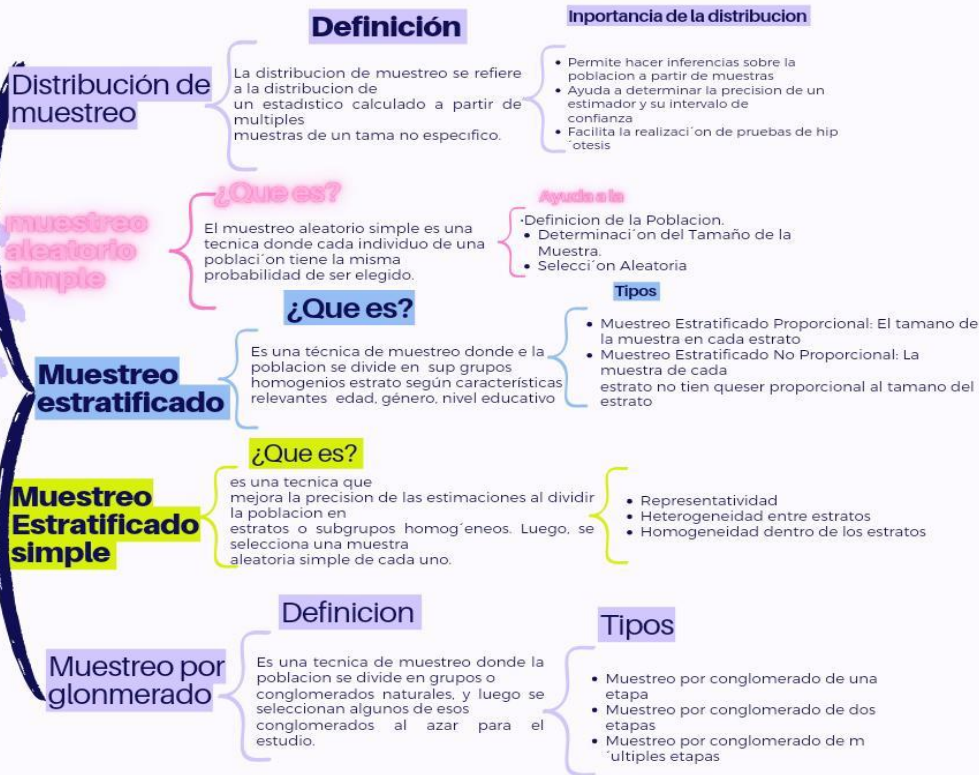 Distribución de
muestreo
Definición
La distribucion de muestreo se refiere
a la distribucion de
un estadıstico calculado a partir de
multiples
muestras de un tama no especıfico.
Inportancia de la distribucion
• Permite hacer inferencias sobre la
poblacion a partir de muestras
• Ayuda a determinar la precision de un
estimador y su intervalo de
confianza
• Facilita la realizaci´on de pruebas de hip
´otesis
muestreo
aleatorio
simple
¿Que es?
El muestreo aleatorio simple es una
tecnica donde cada individuo de una
poblaci´on tiene la misma
probabilidad de ser elegido.
Ayuda a la
·Definicion de la Poblacion.
• Determinaci´on del Tamaño de la
Muestra.
• Selecci´on Aleatoria
Muestreo
estratificado
¿Que es?
Es una técnica de muestreo donde e la
poblacion se divide en sup grupos
homogenios estrato según características
relevantes edad, género, nivel educativo
Tipos
• Muestreo Estratificado Proporcional: El tamano de
la muestra en cada estrato
• Muestreo Estratificado No Proporcional: La
muestra de cada
estrato no tien queser proporcional al tamano del
estrato
Muestreo
Estratificado
simple
¿Que es?
es una tecnica que
mejora la precision de las estimaciones al dividir
la poblacion en
estratos o subgrupos homog´eneos. Luego, se
selecciona una muestra
aleatoria simple de cada uno.
• Representatividad
• Heterogeneidad entre estratos
• Homogeneidad dentro de los estratos
Muestreo por
glonmerado
Definicion
Es una tecnica de muestreo donde la
poblacion se divide en grupos o
conglomerados naturales, y luego se
seleccionan algunos de esos
conglomerados al azar para el
estudio.
Tipos
• Muestreo por conglomerado de una
etapa
• Muestreo por conglomerado de dos
etapas
• Muestreo por conglomerado de m
´ultiples etapas